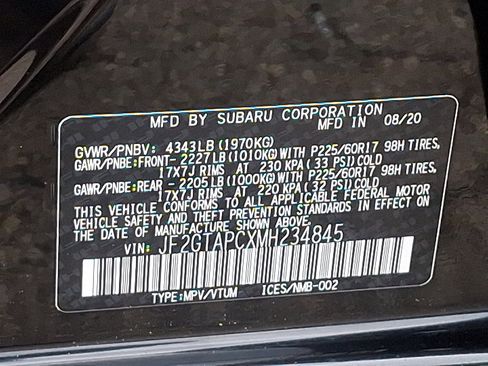 MFD BY SUBARU CORPORATION
MFD IN 08/20
GVWR/PNBV: 4343LB (1970KG)
GAWR/PNBE:FRONT- 2227LB (1010KG) WITH P225/60R17 98H TIRES,
17X7J RIMS AT 230 KPA (33 PSI) COLD
GAWR/PNBE:REAR - 2205LB (1000KG) WITH P225/60R17 98H TIRES,
17X7J RIMS AT 220 KPA (32 PSI) COLD
THIS VEHICLE CONFORMS TO ALL APPLICABLE FEDERAL MOTOR
VEHICLE SAFETY AND THEFT PREVENTION STANDARDS IN EFFECT ON
THE DATE OF MANUFACTURE SHOWN ABOVE.
VIN: JF2GTAPCXMH234845
TYPE:MPV/VTUM ICES/NMB-002